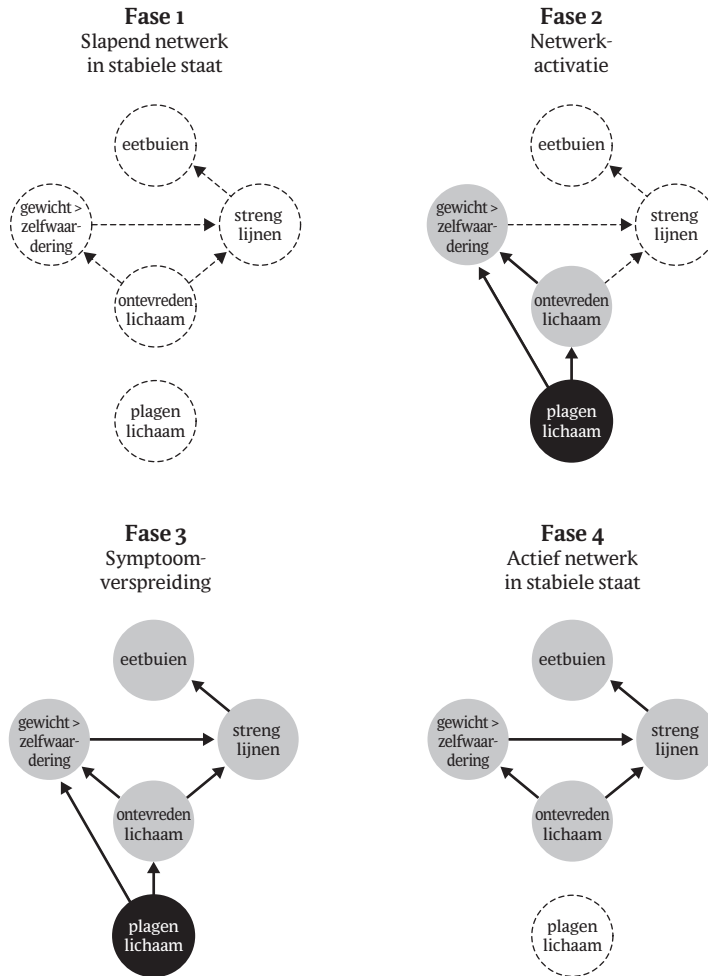 Fase 1
Slapend netwerk
in stabiele staat
eetbuien
gewicht >
zelfwaar-
dering
streng
lijnen
ontevreden
lichaam
plagen
lichaam
Fase 2
Netwerk-
activatie
eetbuien
gewicht >
zelfwaar-
dering
streng
lijnen
ontevreden
lichaam
plagen
lichaam
Fase 3
Symptoom-
verspreiding
eetbuien
gewicht >
zelfwaar-
dering
streng
lijnen
ontevreden
lichaam
plagen
lichaam
Fase 4
Actief netwerk
in stabiele staat
eetbuien
gewicht >
zelfwaar-
dering
streng
lijnen
ontevreden
lichaam
plagen
lichaam